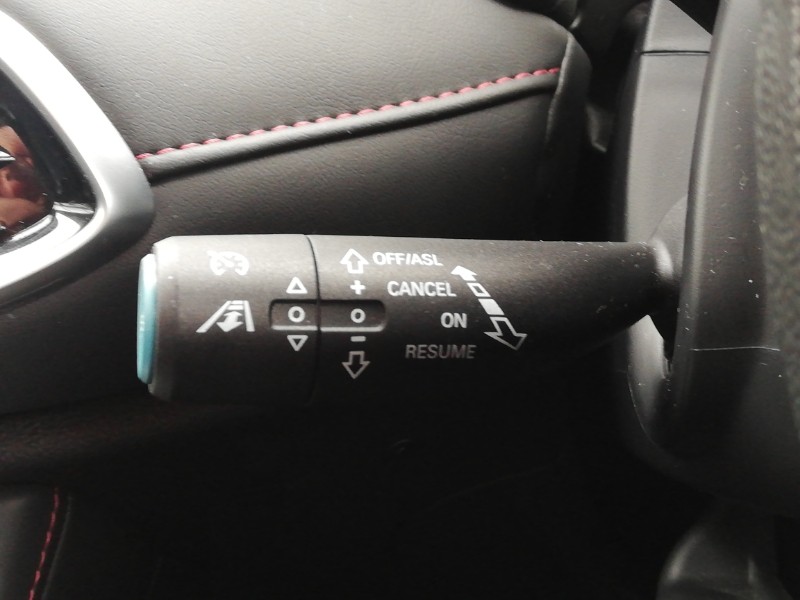 OFF/ASL
+ CANCEL
O O ON
- RESUME